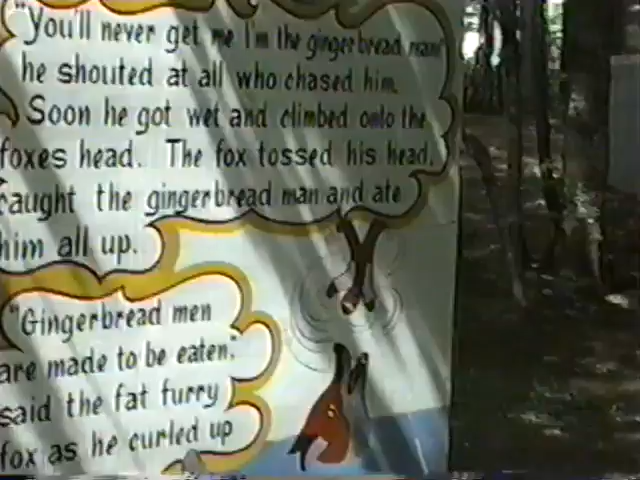 "You'll never get me I'm the gingerbread man"
he shouted at all who chased him.
Soon he got wet and climbed onto the
foxes head. The fox tossed his head,
caught the gingerbread man and ate
him all up.
"Gingerbread men
are made to be eaten."
said the fat furry
fox as he curled up